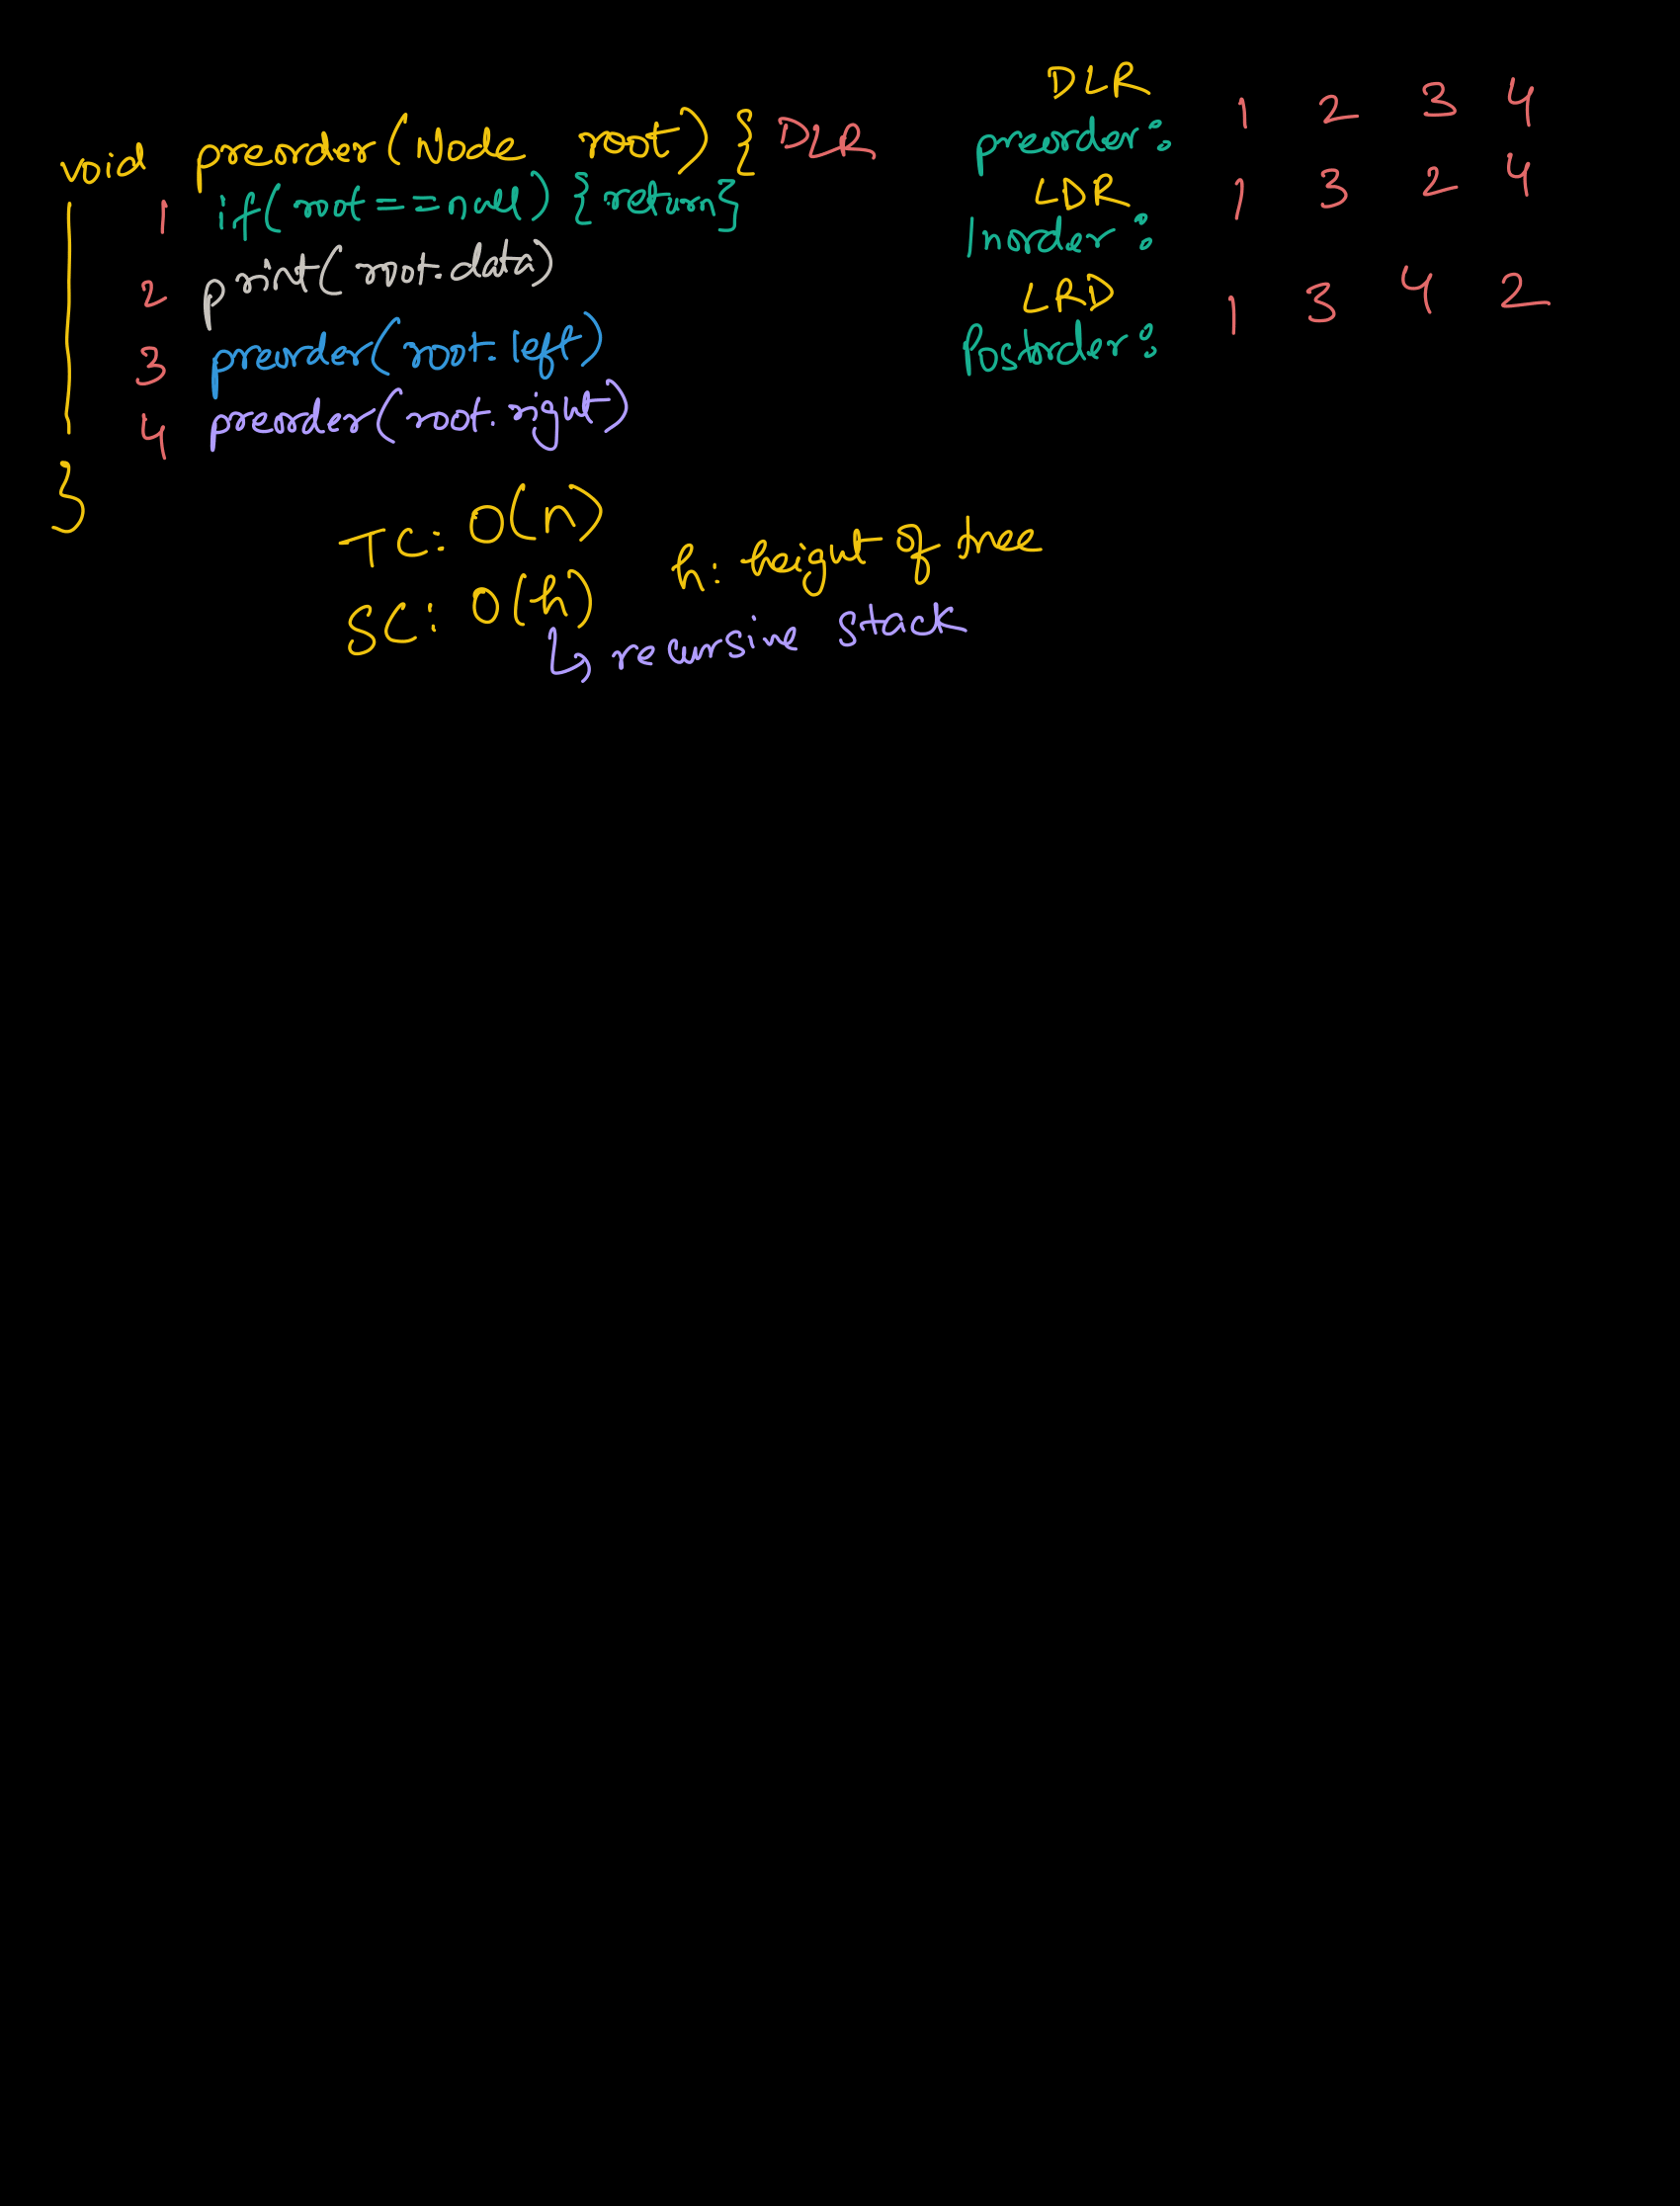 void preorder(Node root) { DLR
1 if(root==null) {return}
2 print(root.data)
3 preorder(root.left)
4 preorder(root.right)
}
TC: O(n)
SC: O(h) h: height of tree
↳ recursive stack
DLR
preorder: 1 2 3 4
LDR
Inorder: 1 3 2 4
LRD
Postorder: 1 3 4 2